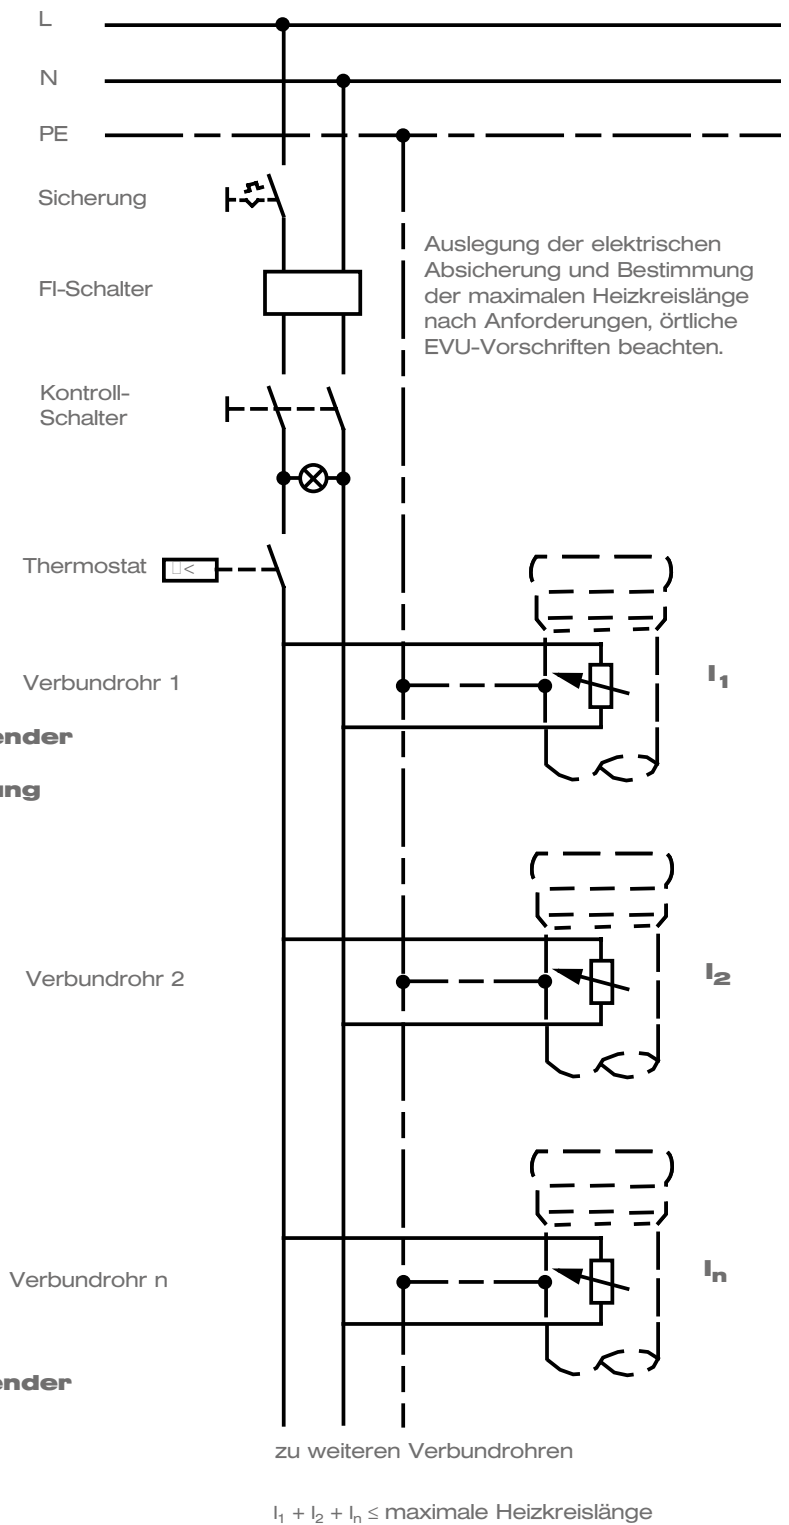 L
N
PE
Sicherung
Auslegung der elektrischen
Absicherung und Bestimmung
der maximalen Heizkreislänge
nach Anforderungen, örtliche
EVU-Vorschriften beachten.
FI-Schalter
Kontroll-
Schalter
Thermostat
<
Verbundrohr 1
l1
ender
ung
Verbundrohr 2
l2
Verbundrohr n
ln
ender
zu weiteren Verbundrohren
l1 + l2 + ln ≤ maximale Heizkreislänge